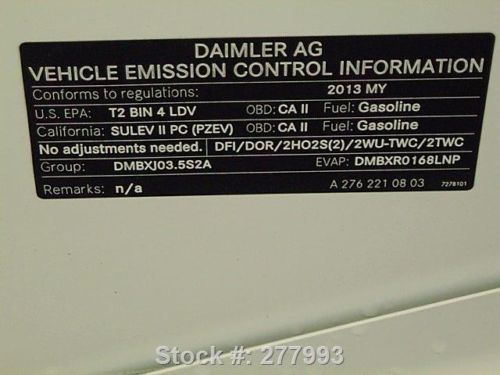 DAIMLER AG
VEHICLE EMISSION CONTROL INFORMATION
Conforms to regulations: 2013 MY
U.S. EPA: T2 BIN 4 LDV OBD: CA II Fuel: Gasoline
California: SULEV II PC (PZEV) OBD: CA II Fuel: Gasoline
No adjustments needed. DFI/DOR/2HO2S(2)/2WU-TWC/2TWC
Group: DMBXJ03.5S2A EVAP: DMBXR0168LNP
Remarks: n/a A 276 221 08 03 7278101
Stock #: 277993